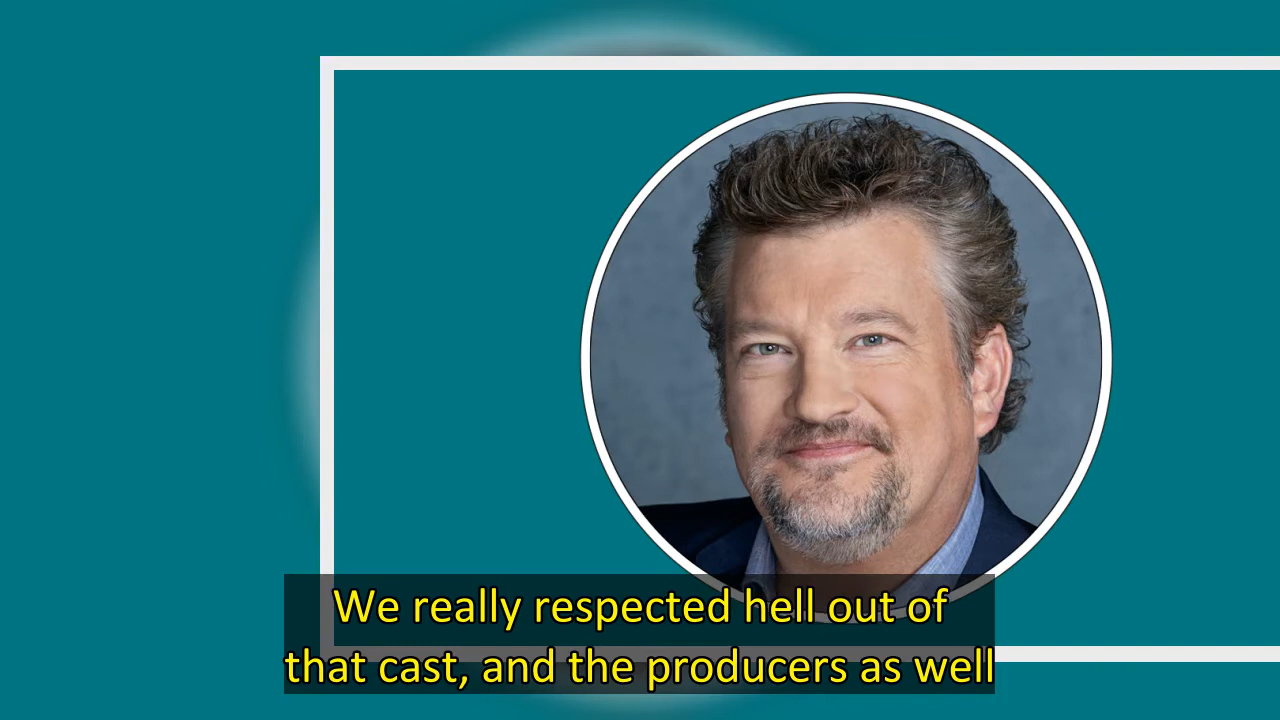 We really respected hell out of
that cast, and the producers as well